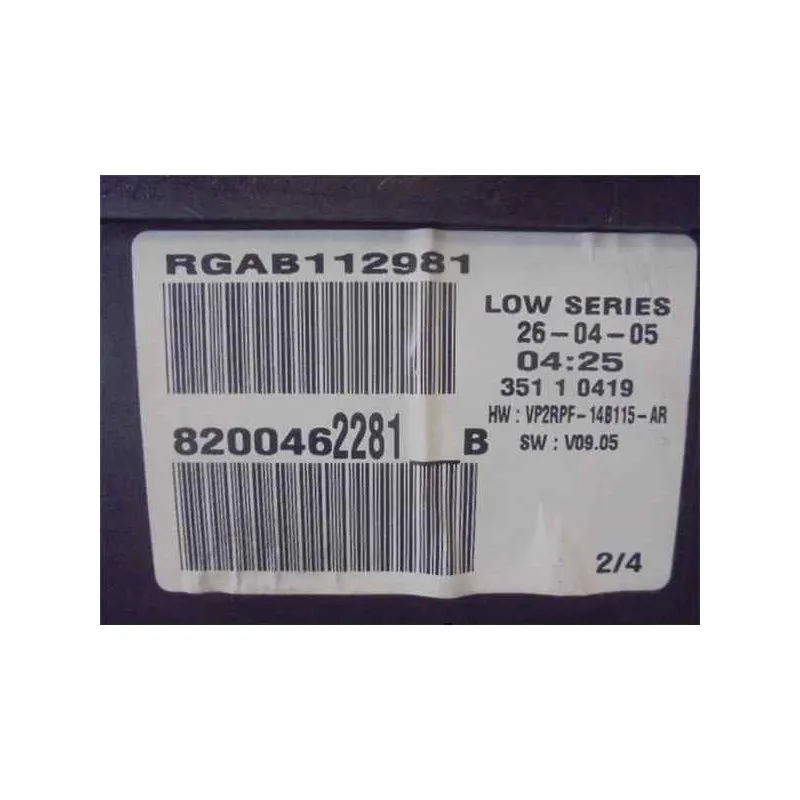 RGAB112981
8200462281 B
LOW SERIES
26-04-05
04:25
351 1 0419
HW : VP2RPF-14B115-AR
SW : V09.05
2/4